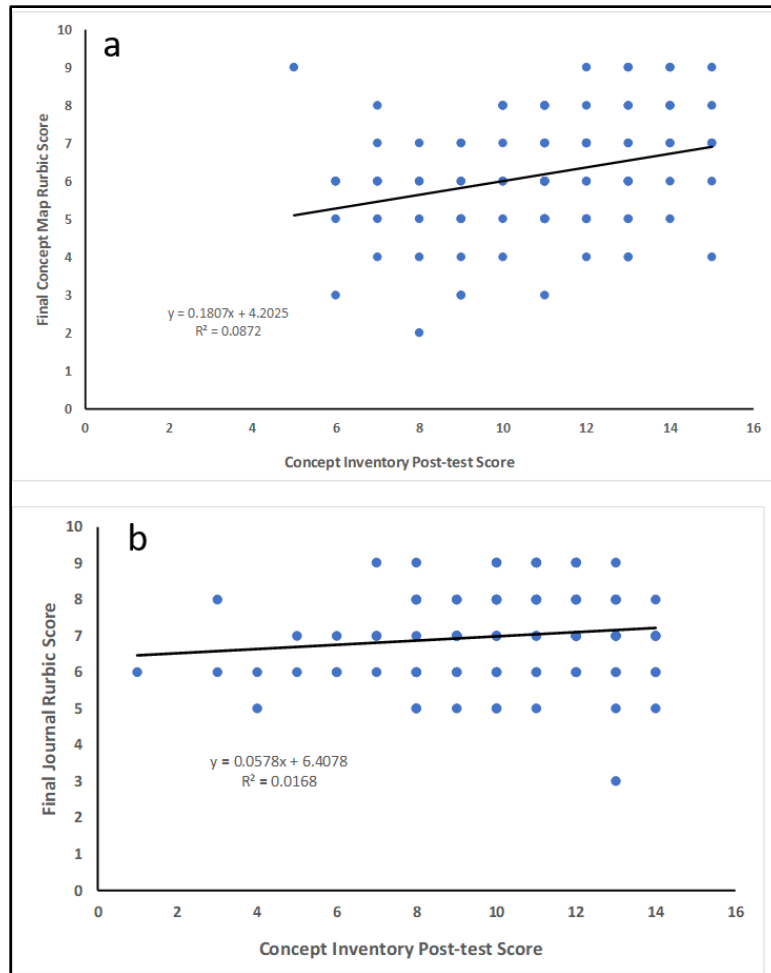 a
10
9
8
7
6
5
4
3
2
1
0
Final Concept Map Rurbic Score
y = 0.1807x + 4.2025
R² = 0.0872
0 2 4 6 8 10 12 14 16
Concept Inventory Post-test Score
b
10
9
8
7
6
5
4
3
2
1
0
Final Journal Rurbic Score
y = 0.0578x + 6.4078
R² = 0.0168
0 2 4 6 8 10 12 14 16
Concept Inventory Post-test Score